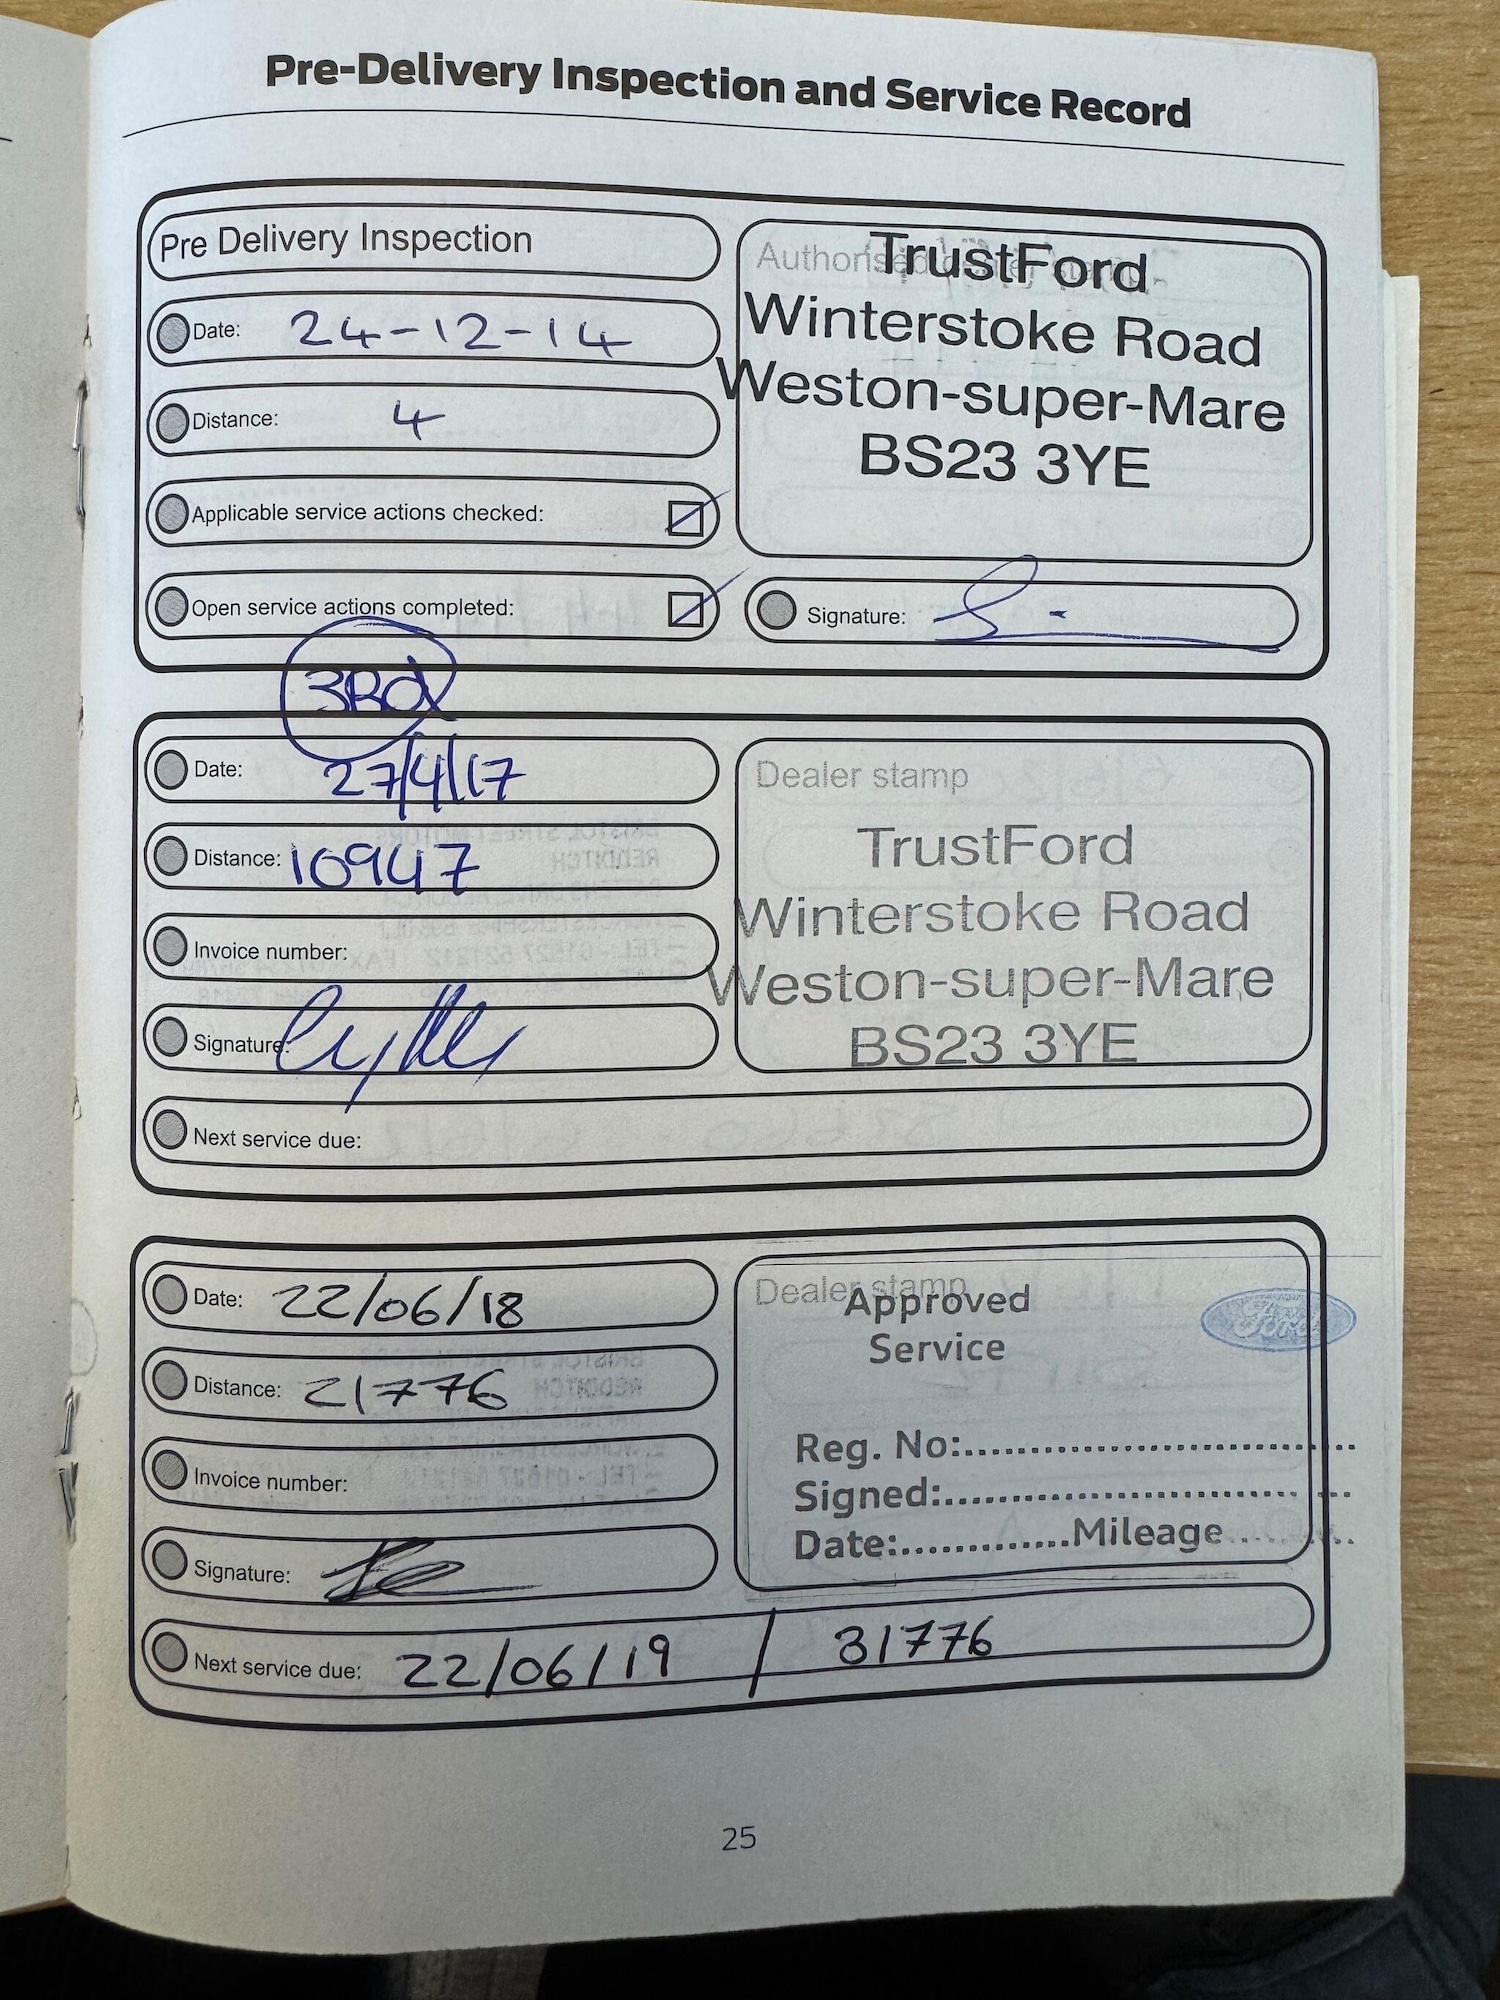 Pre-Delivery Inspection and Service Record
Pre Delivery Inspection
Date: 24-12-14
Distance: 4
Applicable service actions checked:
Open service actions completed:
Authorised
TrustFord
Winterstoke Road
Weston-super-Mare
BS23 3YE
Signature:
3Rd
Date: 27/4/17
Distance: 10947
Invoice number:
Signature:
Dealer stamp
TrustFord
Winterstoke Road
Weston-super-Mare
BS23 3YE
Next service due:
Date: 22/06/18
Distance: 21776
Invoice number:
Signature:
Dealer stamp
Approved
Service
Ford
Reg. No:..............................
Signed:..............................
Date:.............Mileage..........
Next service due: 22/06/19 / 31776
25